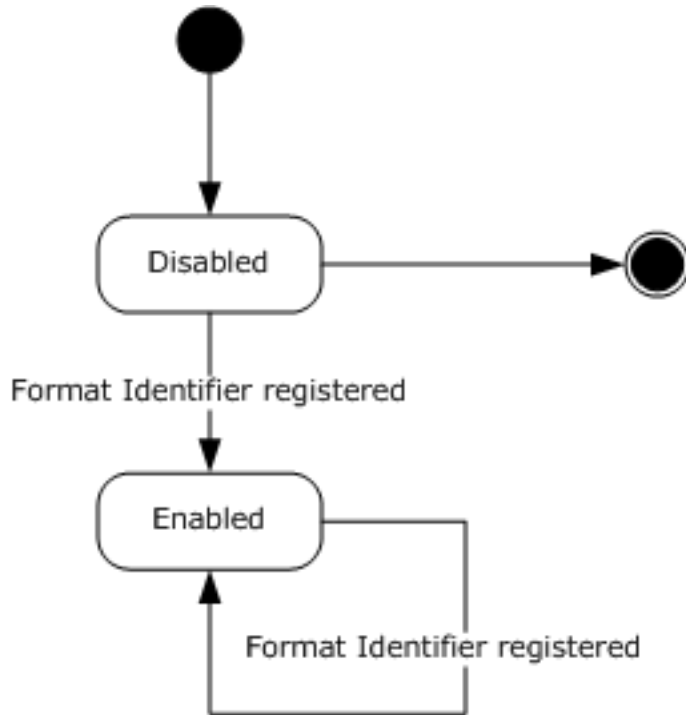 Disabled
Format Identifier registered
Enabled
Format Identifier registered